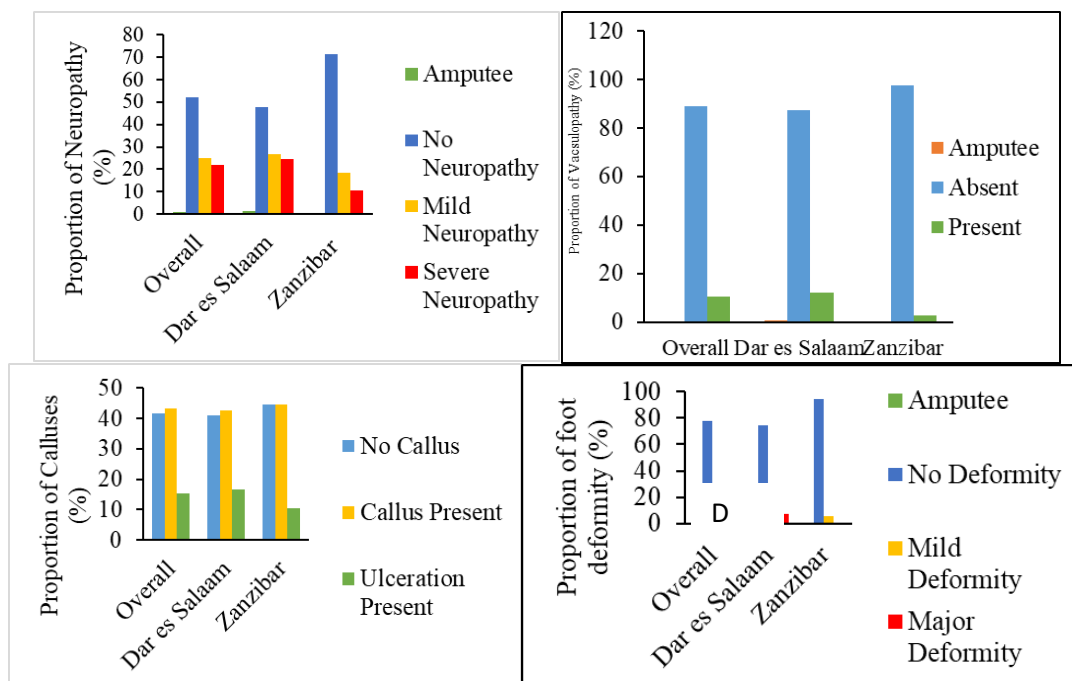 Proportion of Neuropathy
(%)
80
70
60
50
40
30
20
10
0
Overall
Dar es Salaam
Zanzibar
Amputee
No
Neuropathy
Mild
Neuropathy
Severe
Neuropathy
Proportion of Vacsulopathy (%)
120
100
80
60
40
20
0
Overall Dar es Salaam Zanzibar
Amputee
Absent
Present
Proportion of Calluses
(%)
50
40
30
20
10
0
Overall
Dar es Salaam
Zanzibar
No Callus
Callus Present
Ulceration
Present
Proportion of foot
deformity (%)
100
80
60
40
20
0
D
Overall
Dar es Salaam
Zanzibar
Amputee
No Deformity
Mild
Deformity
Major
Deformity